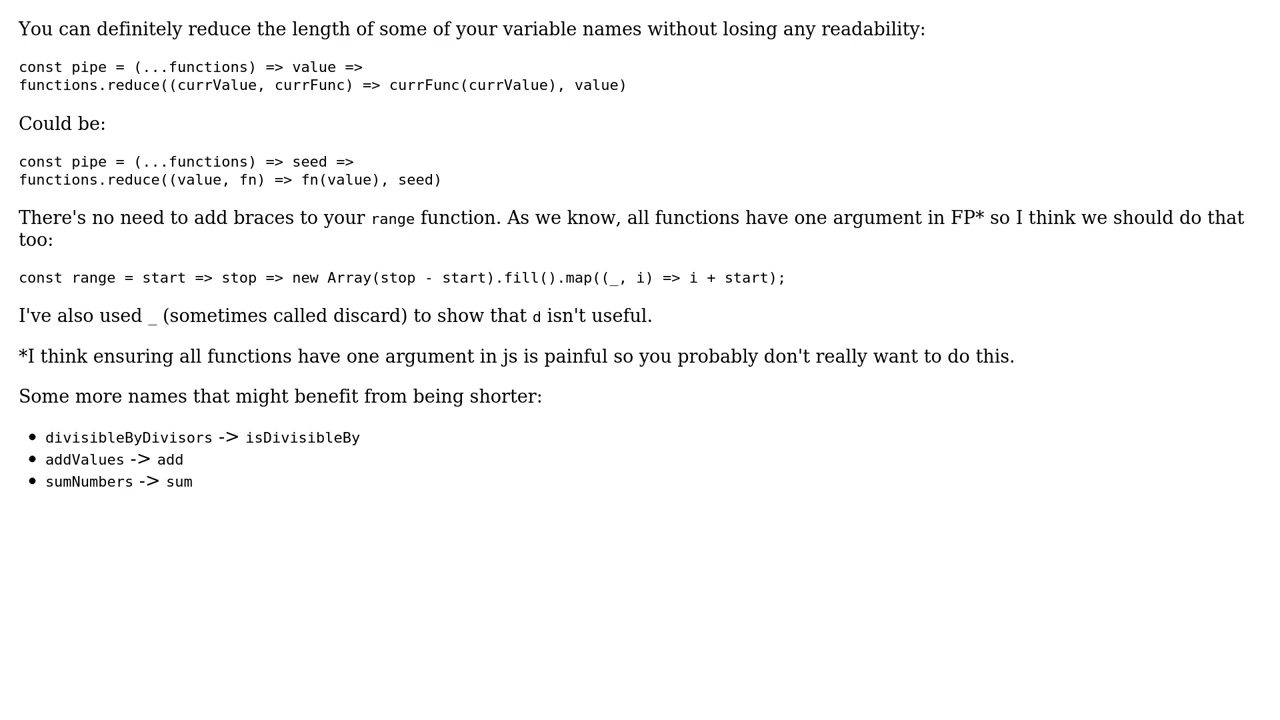 You can definitely reduce the length of some of your variable names without losing any readability:
const pipe = (...functions) => value =>
functions.reduce((currValue, currFunc) => currFunc(currValue), value)
Could be:
const pipe = (...functions) => seed =>
functions.reduce((value, fn) => fn(value), seed)
There's no need to add braces to your range function. As we know, all functions have one argument in FP* so I think we should do that
too:
const range = start => stop => new Array(stop - start).fill().map((_, i) => i + start);
I've also used _ (sometimes called discard) to show that d isn't useful.
*I think ensuring all functions have one argument in js is painful so you probably don't really want to do this.
Some more names that might benefit from being shorter:
• divisibleByDivisors -> isDivisibleBy
• addValues -> add
• sumNumbers -> sum